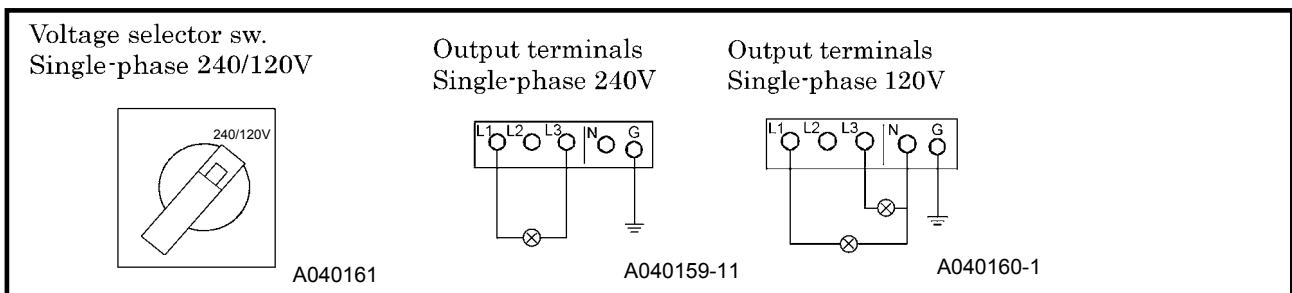 Voltage selector sw.
Single-phase 240/120V
240/120V
A040161
Output terminals
Single-phase 240V
L1 L2 L3 N G
A040159-11
Output terminals
Single-phase 120V
L1 L2 L3 N G
A040160-1